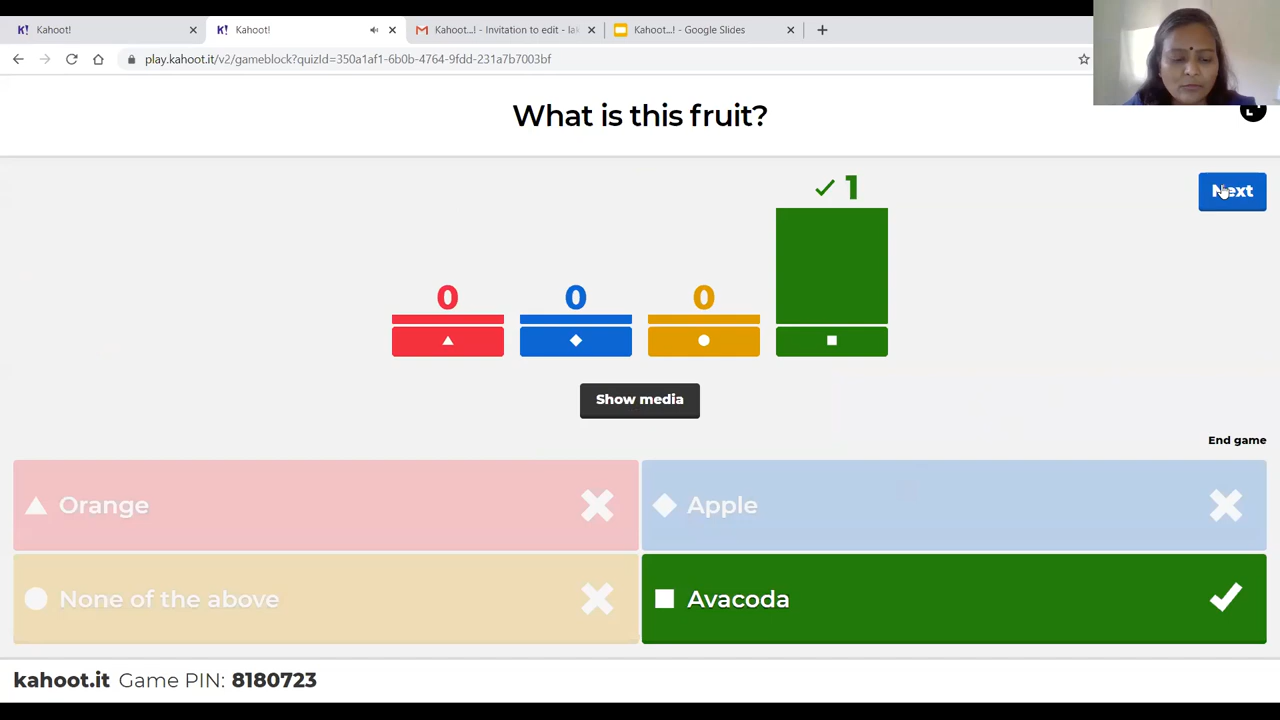 K! Kahoot!
K! Kahoot!
Kahoot...! - Invitation to edit - lak
Kahoot...! - Google Slides
play.kahoot.it/v2/gameblock?quizId=350a1af1-6b0b-4764-9fdd-231a7b7003bf
What is this fruit?
Next
1
0
0
0
Show media
End game
Orange
Apple
None of the above
Avacoda
kahoot.it Game PIN: 8180723